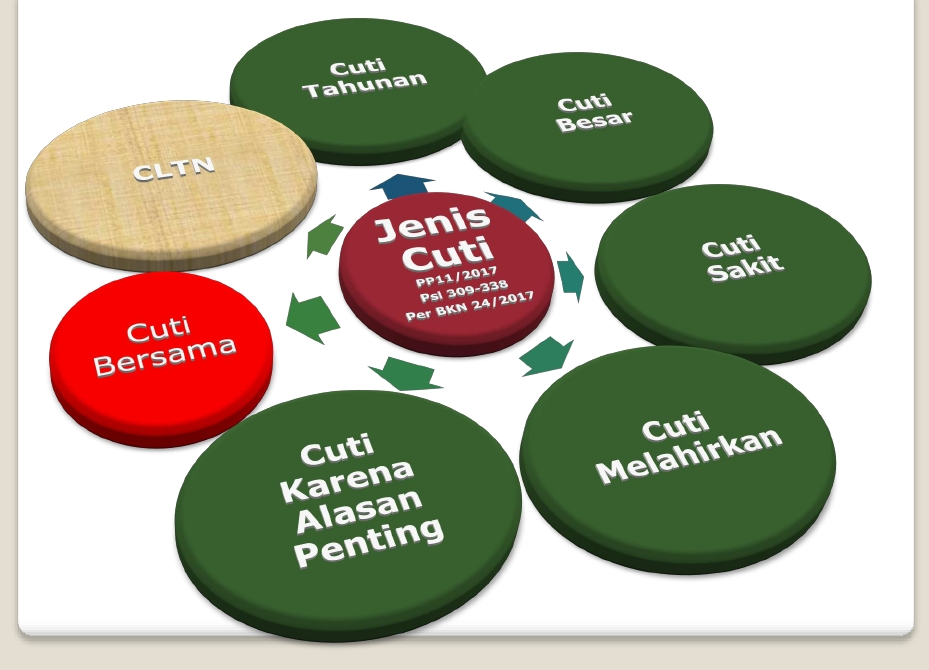 Jenis
Cuti
PP11/2017
Psl 309-338
Per BKN 24/2017
Cuti
Tahunan
Cuti
Besar
Cuti
Sakit
Cuti
Melahirkan
Cuti
Karena
Alasan
Penting
Cuti
Bersama
CLTN